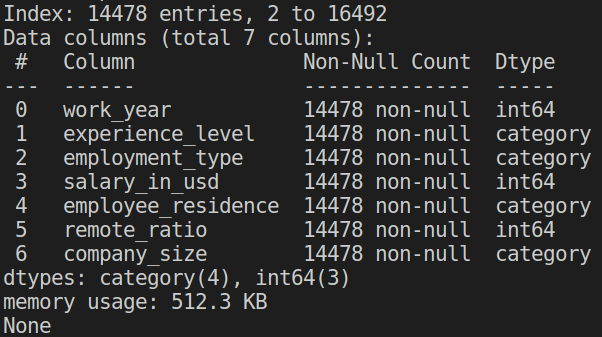 Index: 14478 entries, 2 to 16492
Data columns (total 7 columns):
 #   Column              Non-Null Count  Dtype
---  ------              --------------  -----
 0   work_year           14478 non-null  int64
 1   experience_level    14478 non-null  category
 2   employment_type     14478 non-null  category
 3   salary_in_usd       14478 non-null  int64
 4   employee_residence  14478 non-null  category
 5   remote_ratio        14478 non-null  int64
 6   company_size        14478 non-null  category
dtypes: category(4), int64(3)
memory usage: 512.3 KB
None